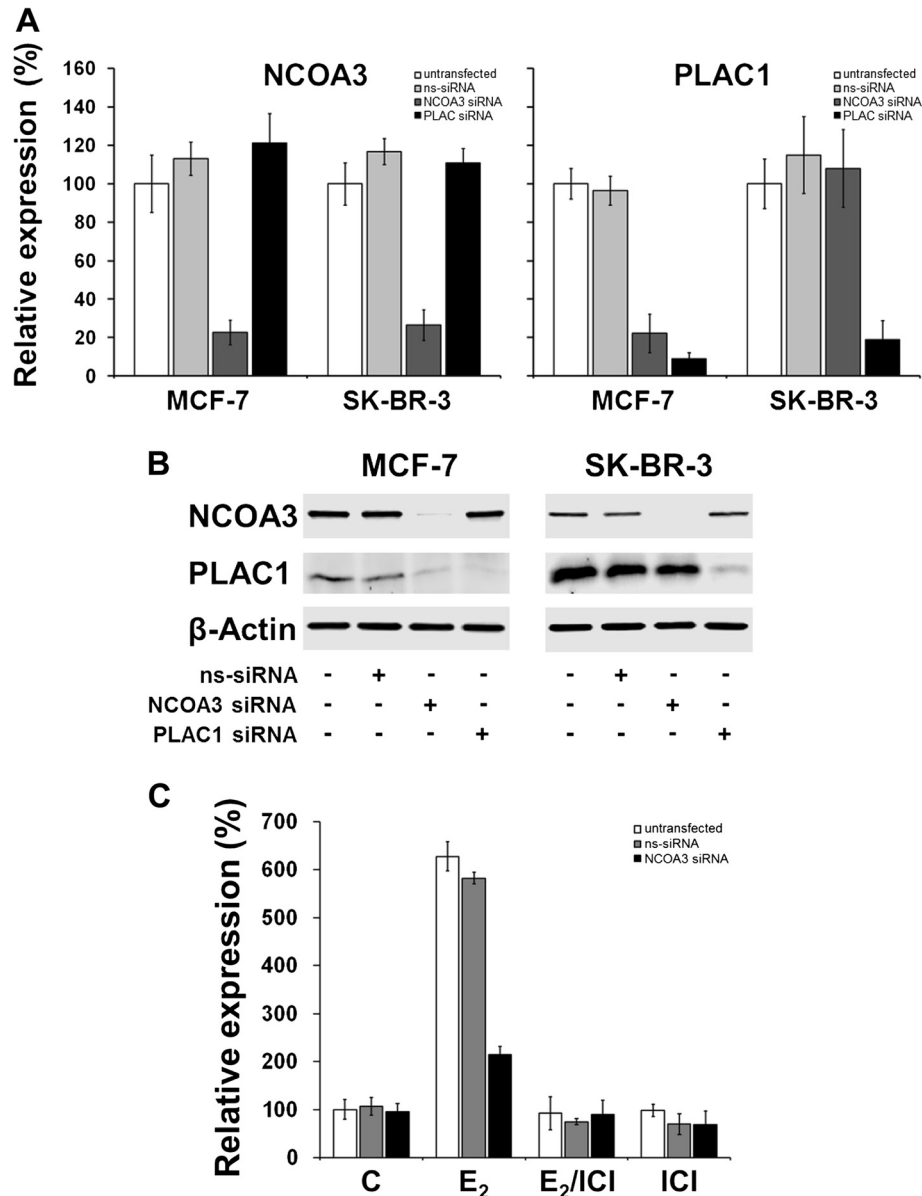 A
Relative expression (%)
160
140
120
100
80
60
40
20
0
NCOA3
untransfected
ns-siRNA
NCOA3 siRNA
PLAC siRNA
MCF-7 SK-BR-3
PLAC1
untransfected
ns-siRNA
NCOA3 siRNA
PLAC siRNA
MCF-7 SK-BR-3
B
MCF-7 SK-BR-3
NCOA3
PLAC1
β-Actin
ns-siRNA - + - - - + - -
NCOA3 siRNA - - + - - - + -
PLAC1 siRNA - - - + - - - +
C
Relative expression (%)
700
600
500
400
300
200
100
0
untransfected
ns-siRNA
NCOA3 siRNA
C E₂ E₂/ICI ICI